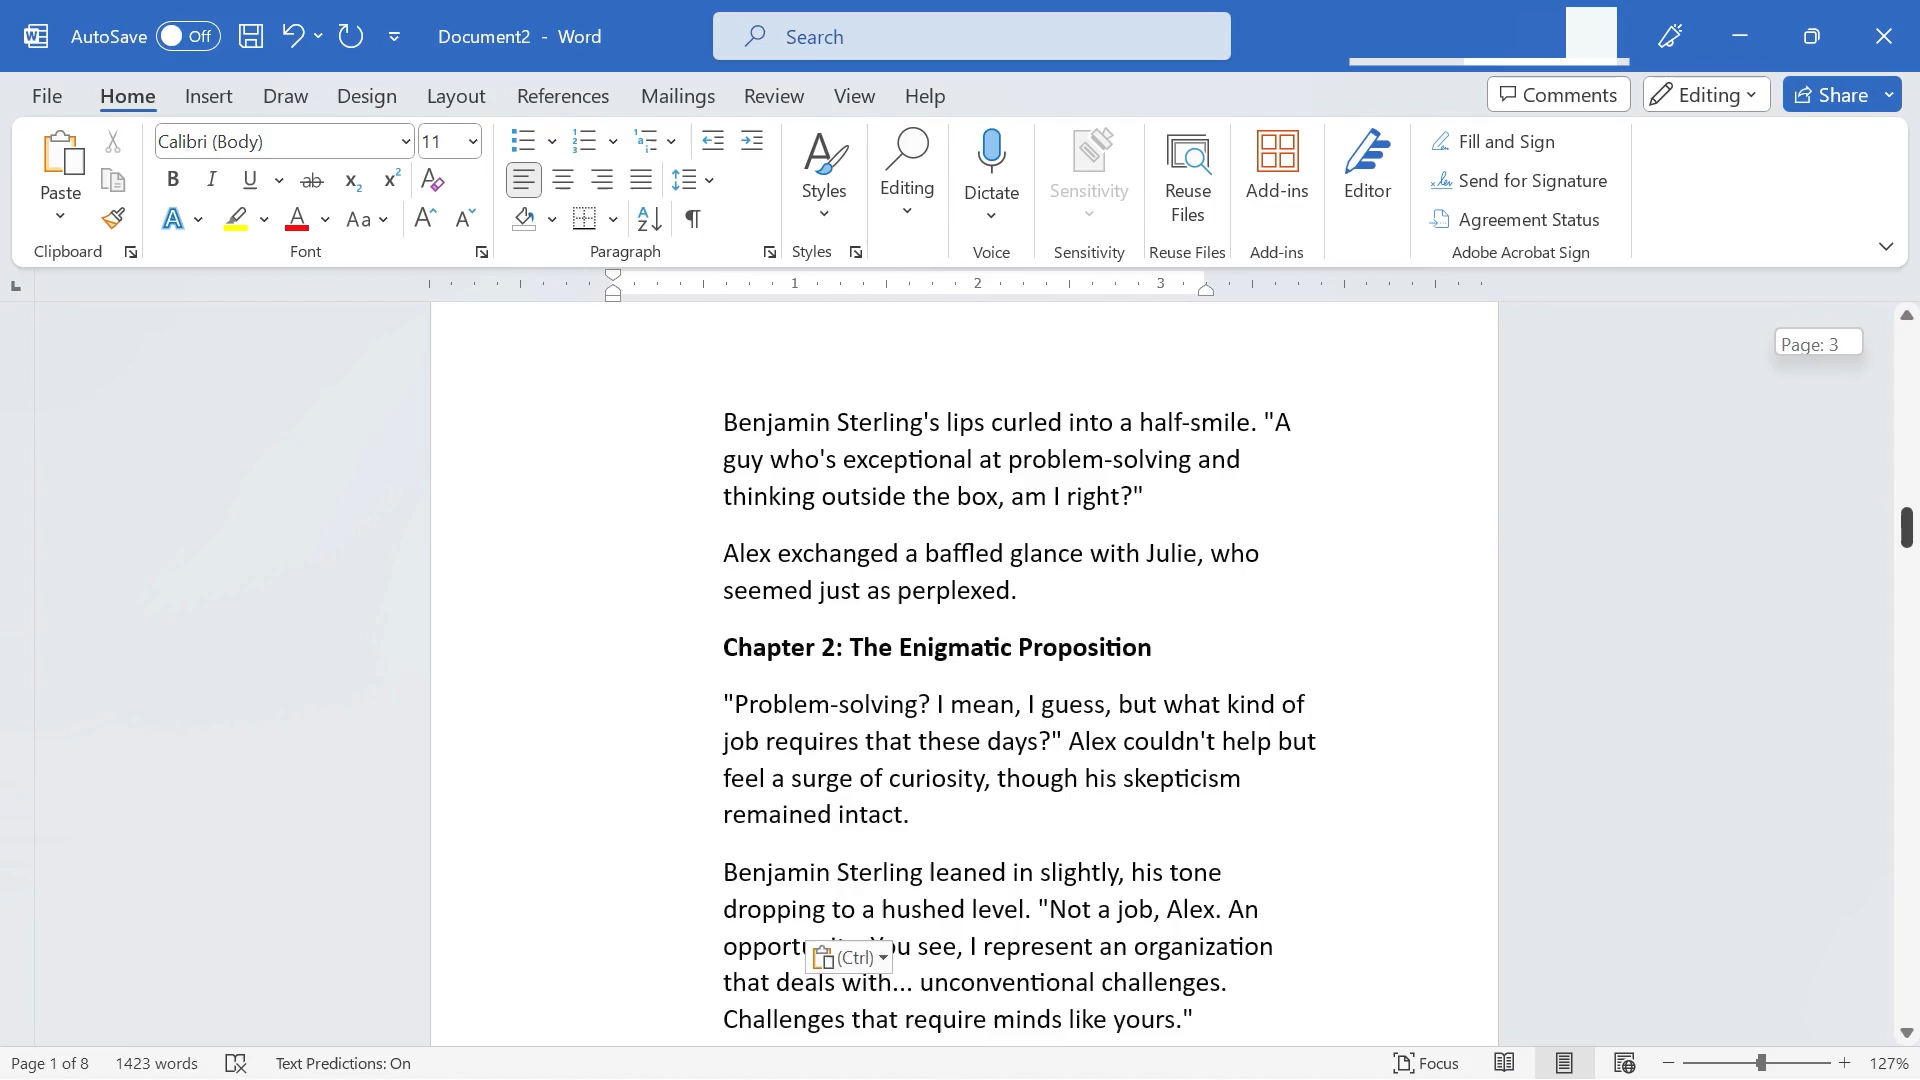 AutoSave Off Document2 - Word Search
File Home Insert Draw Design Layout References Mailings Review View Help Comments Editing Share
Paste Calibri (Body) 11 Styles Editing Dictate Sensitivity Reuse Files Add-ins Editor
Fill and Sign
Send for Signature
Agreement Status
Clipboard Font Paragraph Styles Voice Sensitivity Reuse Files Add-ins Adobe Acrobat Sign
1 2 3
Page: 3
Benjamin Sterling's lips curled into a half-smile. "A
guy who's exceptional at problem-solving and
thinking outside the box, am I right?"
Alex exchanged a baffled glance with Julie, who
seemed just as perplexed.
Chapter 2: The Enigmatic Proposition
"Problem-solving? I mean, I guess, but what kind of
job requires that these days?" Alex couldn't help but
feel a surge of curiosity, though his skepticism
remained intact.
Benjamin Sterling leaned in slightly, his tone
dropping to a hushed level. "Not a job, Alex. An
see, I represent an organization
(Ctrl)
that deals with... unconventional challenges.
Challenges that require minds like yours."
Page 1 of 8 1423 words Text Predictions: On Focus 127%